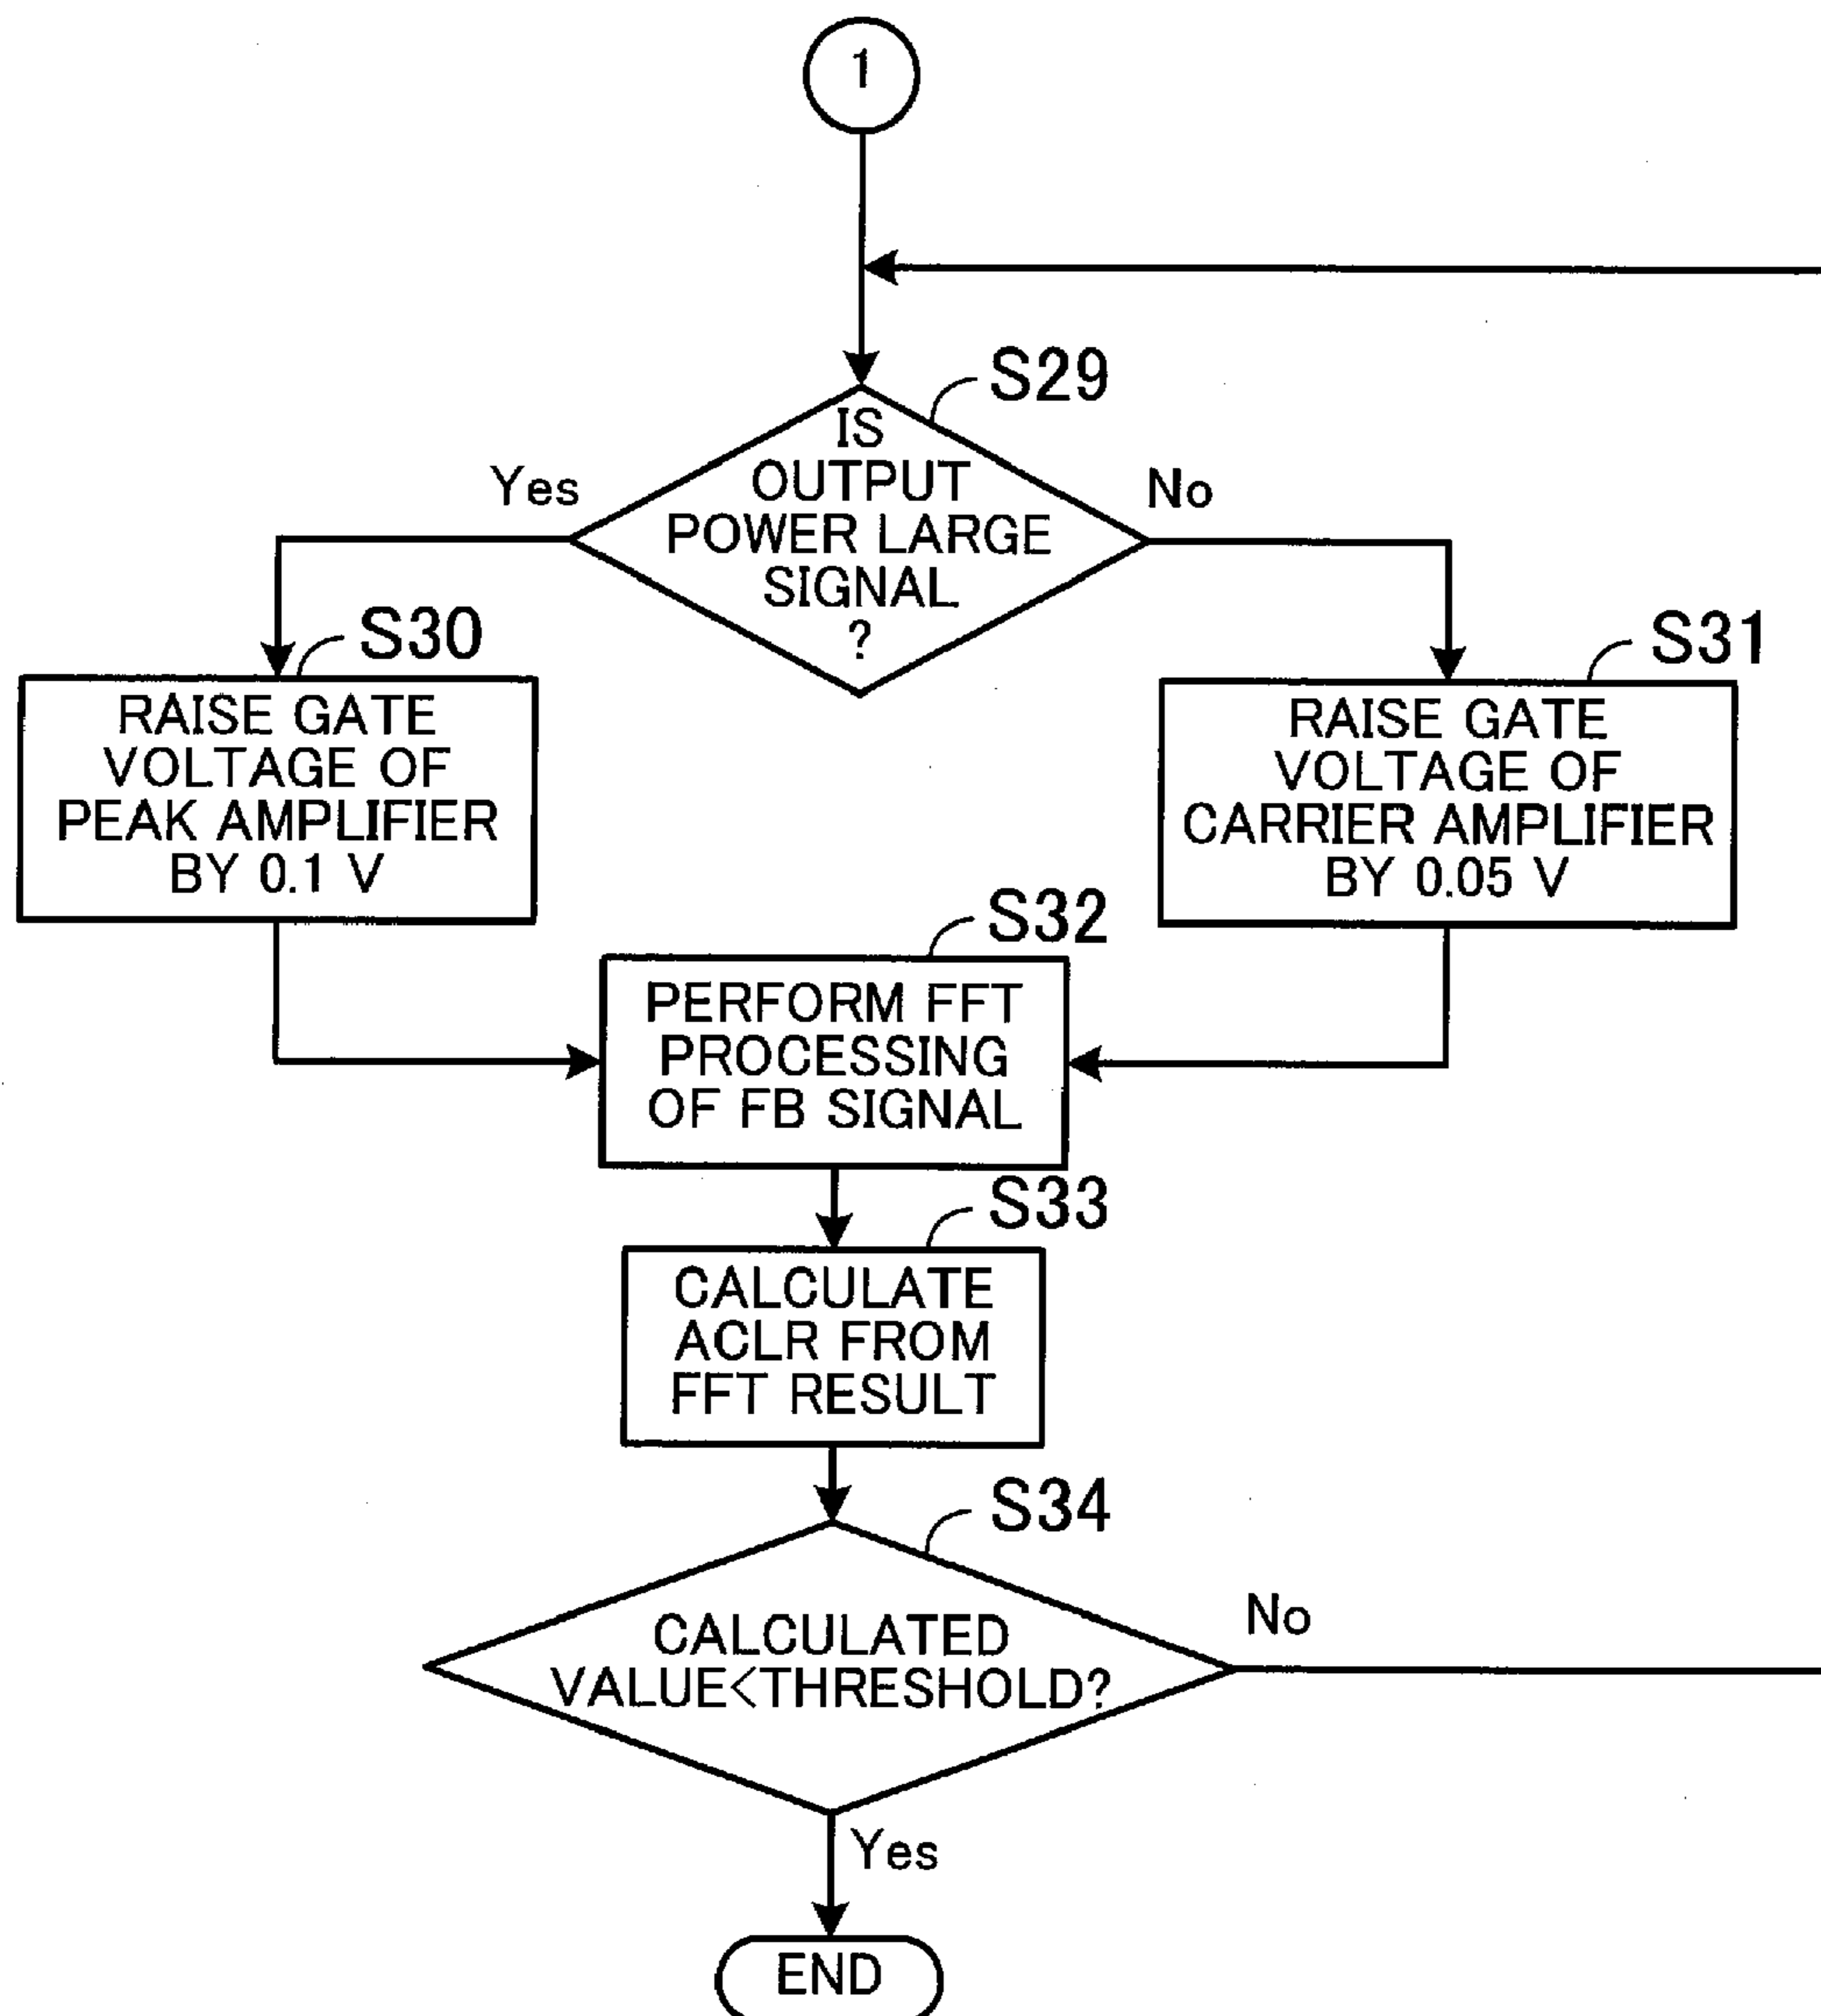 1
S29
IS
OUTPUT
POWER LARGE
SIGNAL
?
Yes
No
S30
RAISE GATE
VOLTAGE OF
PEAK AMPLIFIER
BY 0.1 V
S31
RAISE GATE
VOLTAGE OF
CARRIER AMPLIFIER
BY 0.05 V
S32
PERFORM FFT
PROCESSING
OF FB SIGNAL
S33
CALCULATE
ACLR FROM
FFT RESULT
S34
CALCULATED
VALUE<THRESHOLD?
No
Yes
END